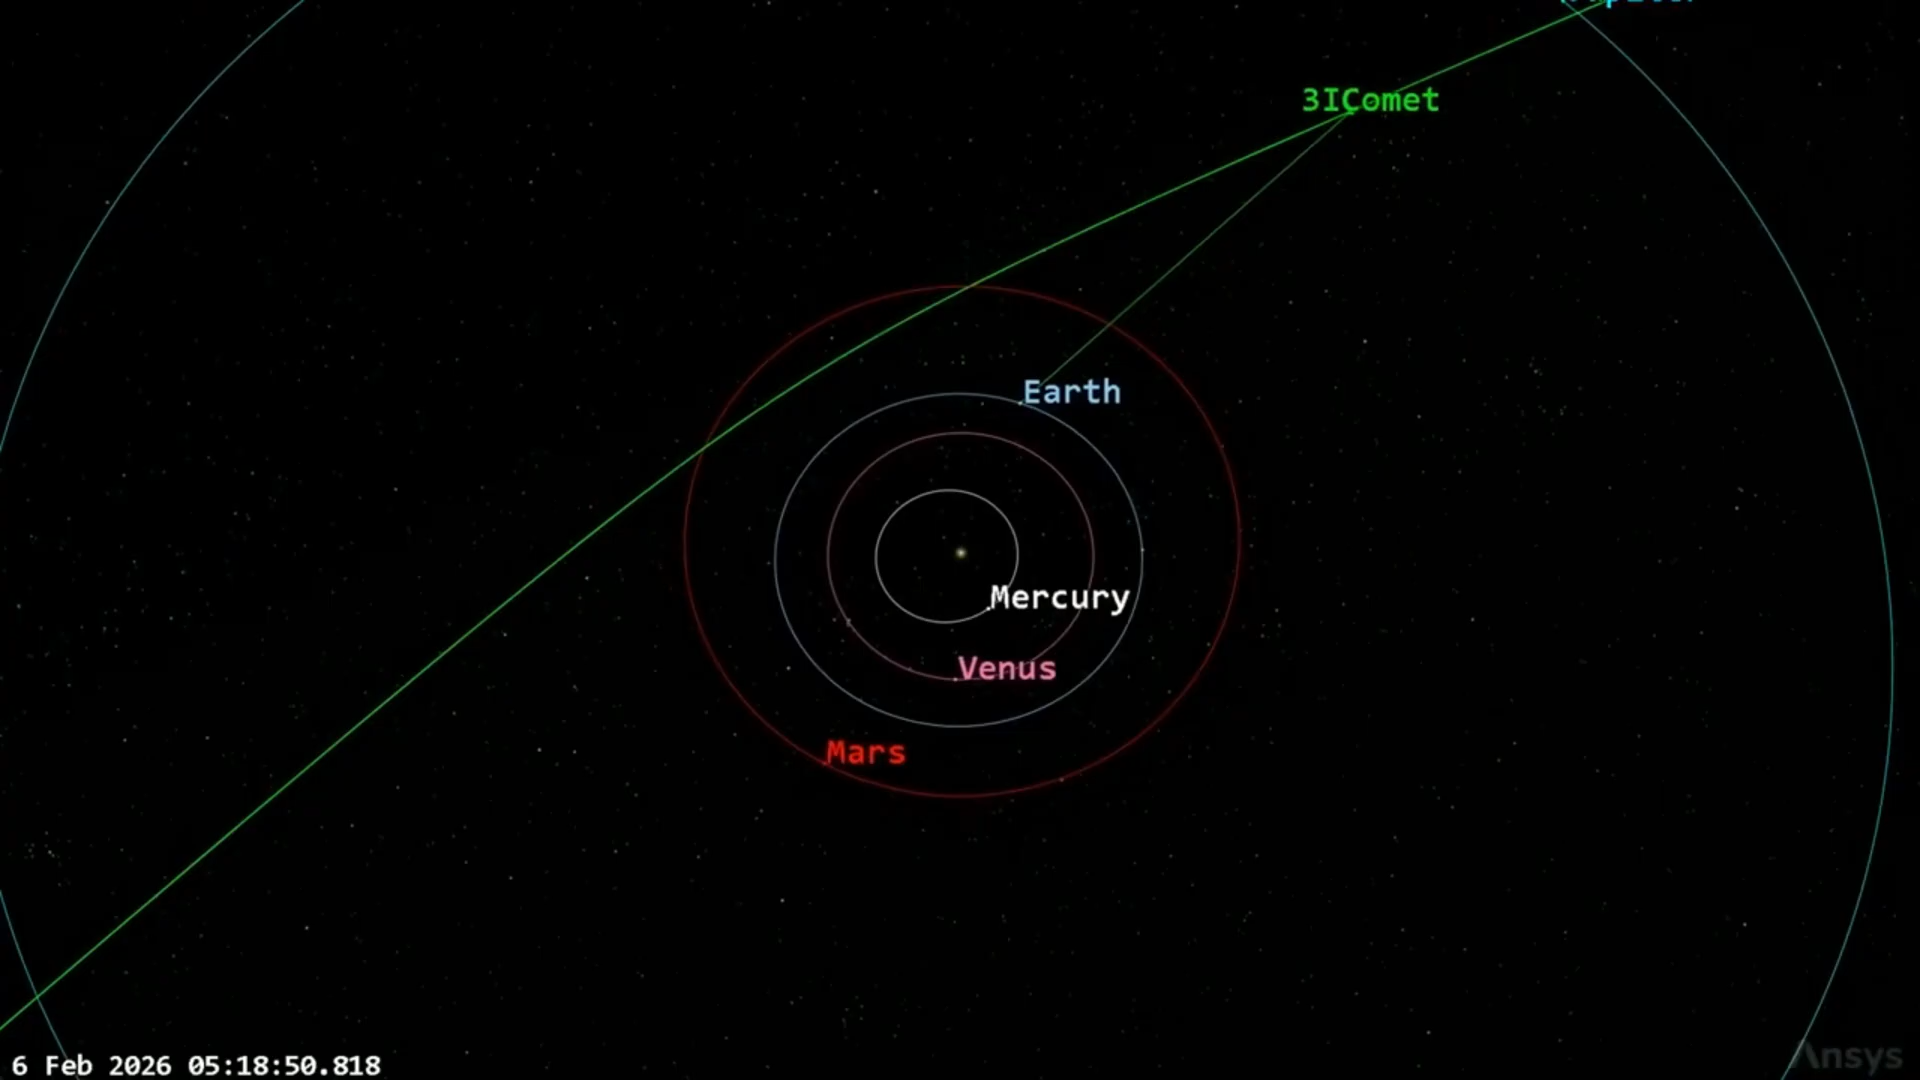 3IComet
Earth
Mercury
Venus
Mars
6 Feb 2026 05:18:50.818
Ansys